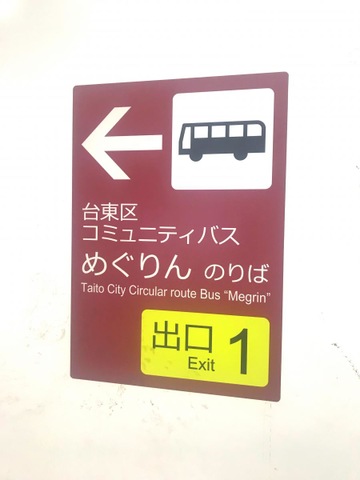 台東区
コミュニティバス
めぐりん のりば
Taito City Circular route Bus “Megrin”
出口 1
Exit